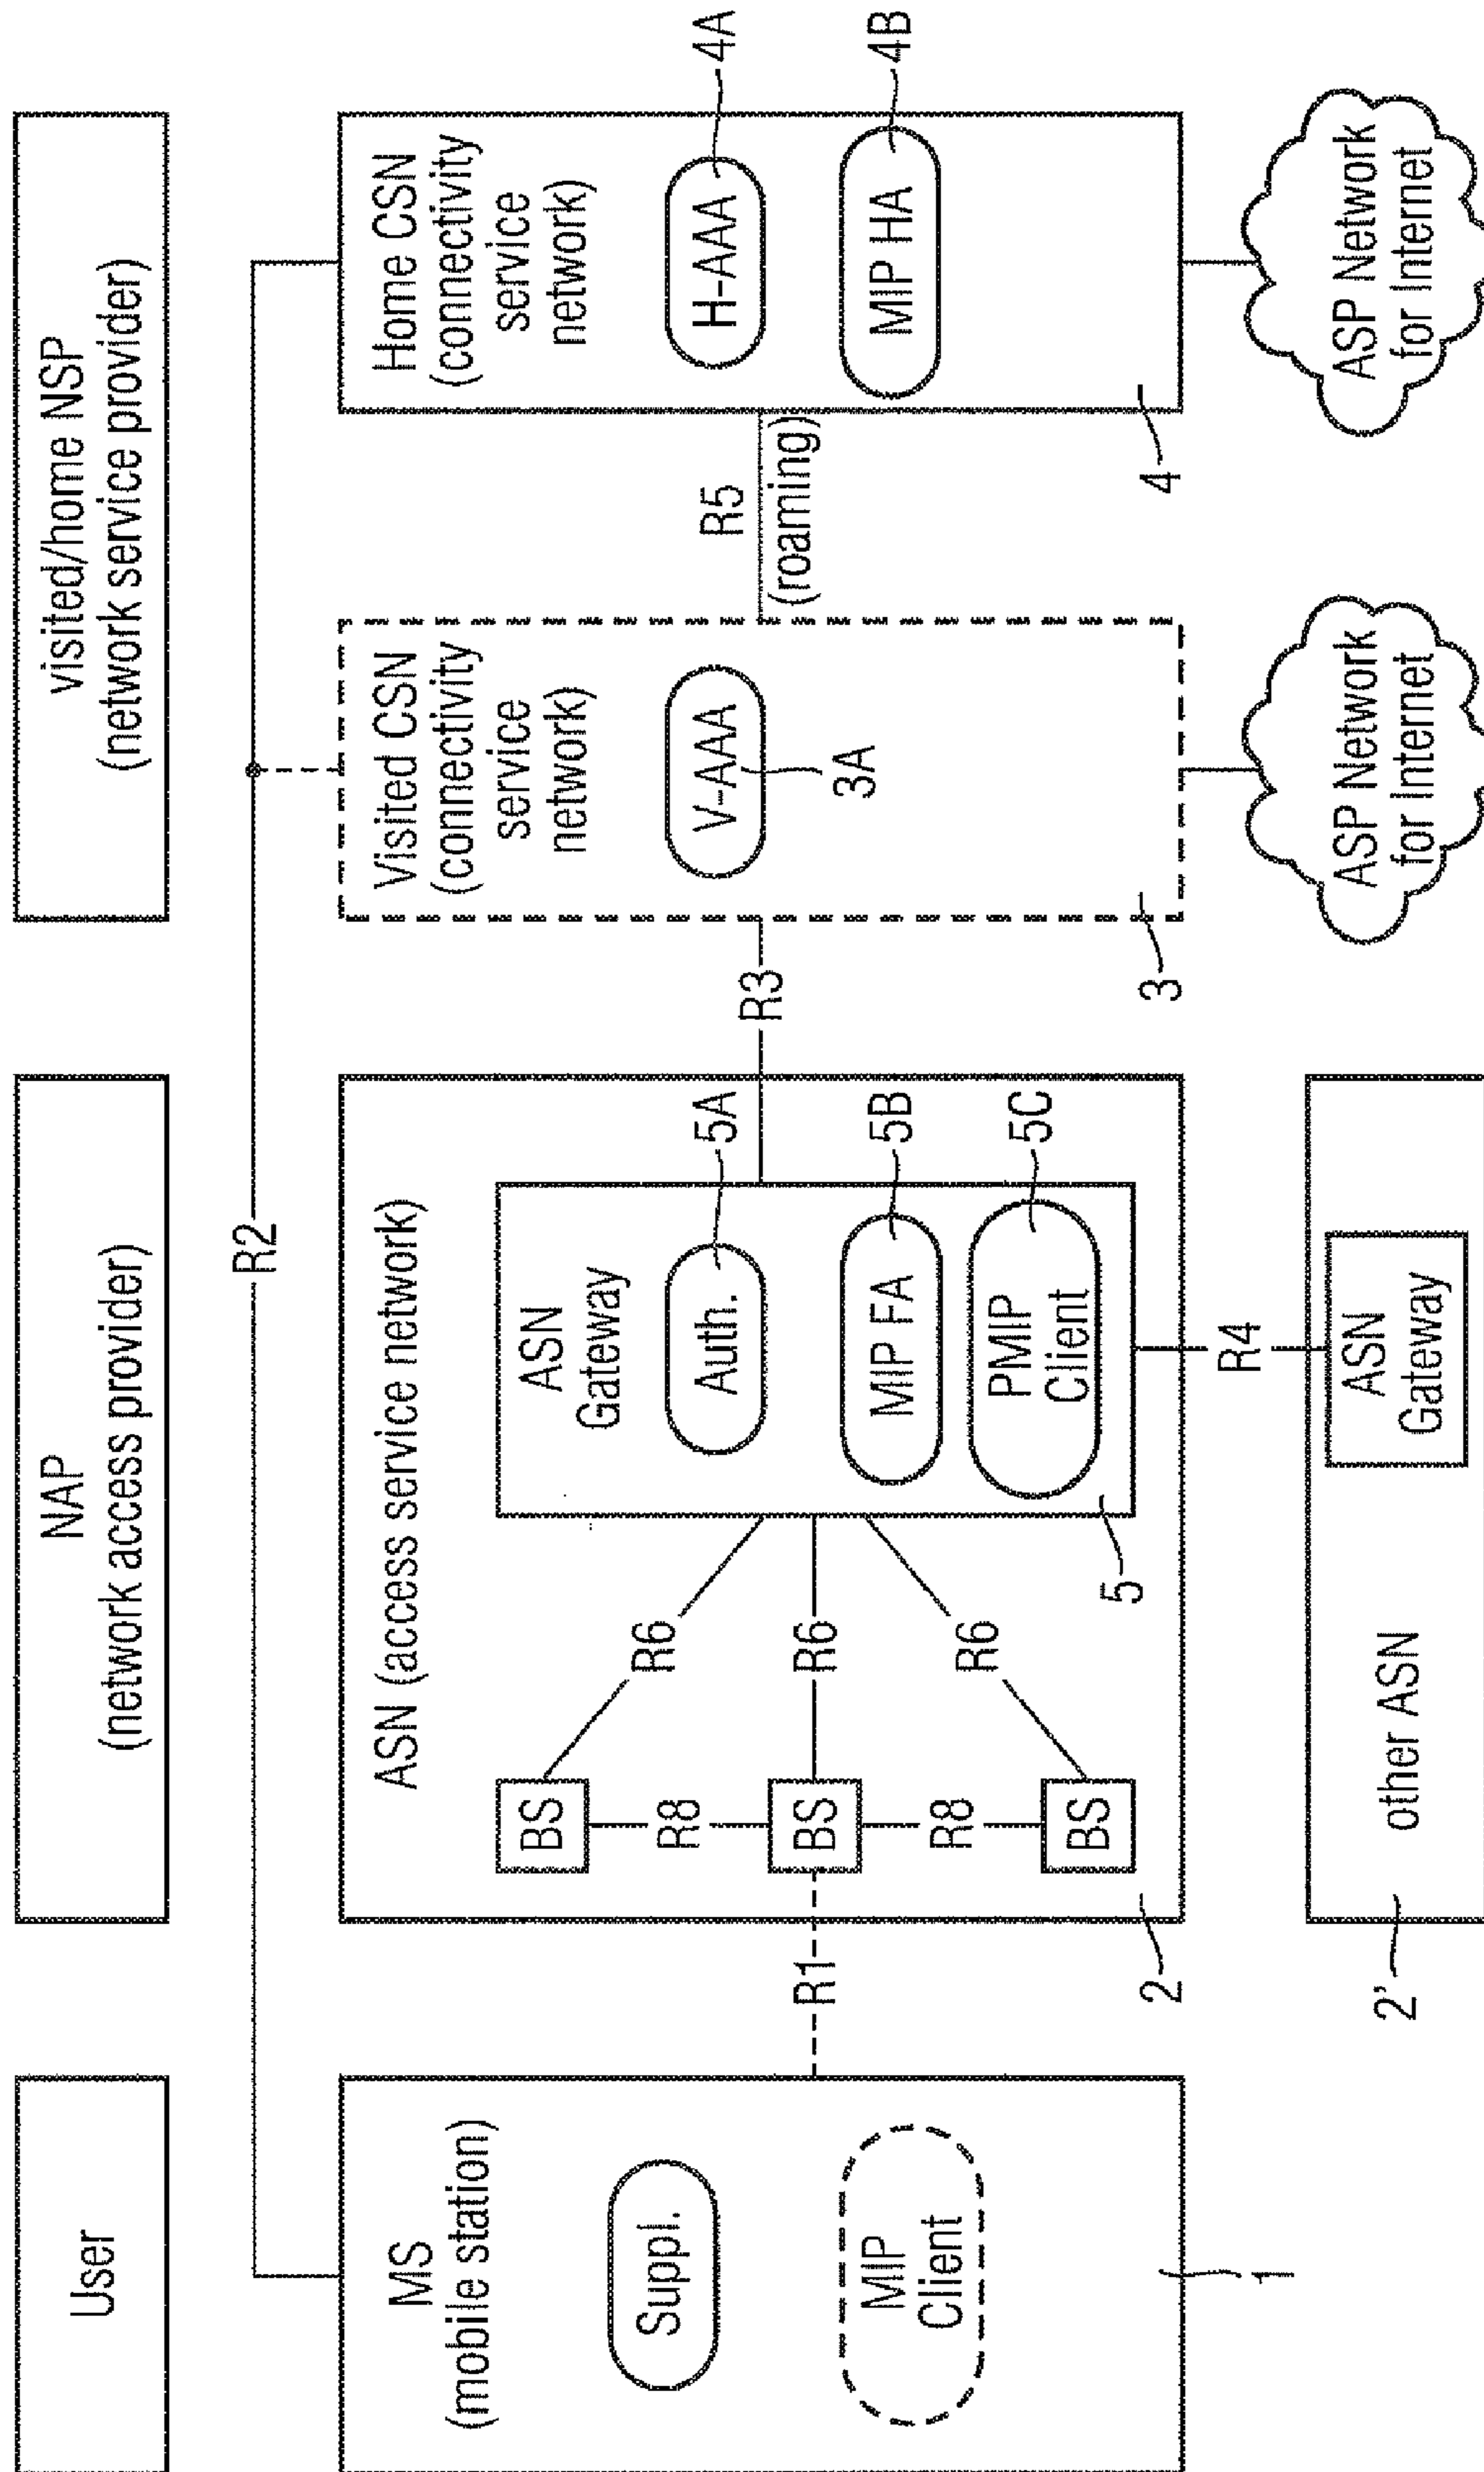 User
NAP
(network access provider)
visited/home NSP
(network service provider)
R2
MS
(mobile station)
Suppl.
MIP
Client
1
R1
ASN (access service network)
BS
R8
BS
R8
BS
R6
R6
R6
ASN
Gateway
Auth.
MIP FA
PMIP
Client
5A
5B
5C
5
2
R3
R4
other ASN
ASN
Gateway
2'
Visited CSN
(connectivity
service
network)
V-AAA
3A
3
R5
(roaming)
Home CSN
(connectivity
service
network)
H-AAA
MIP HA
4A
4B
4
ASP Network
for Internet
ASP Network
for Internet